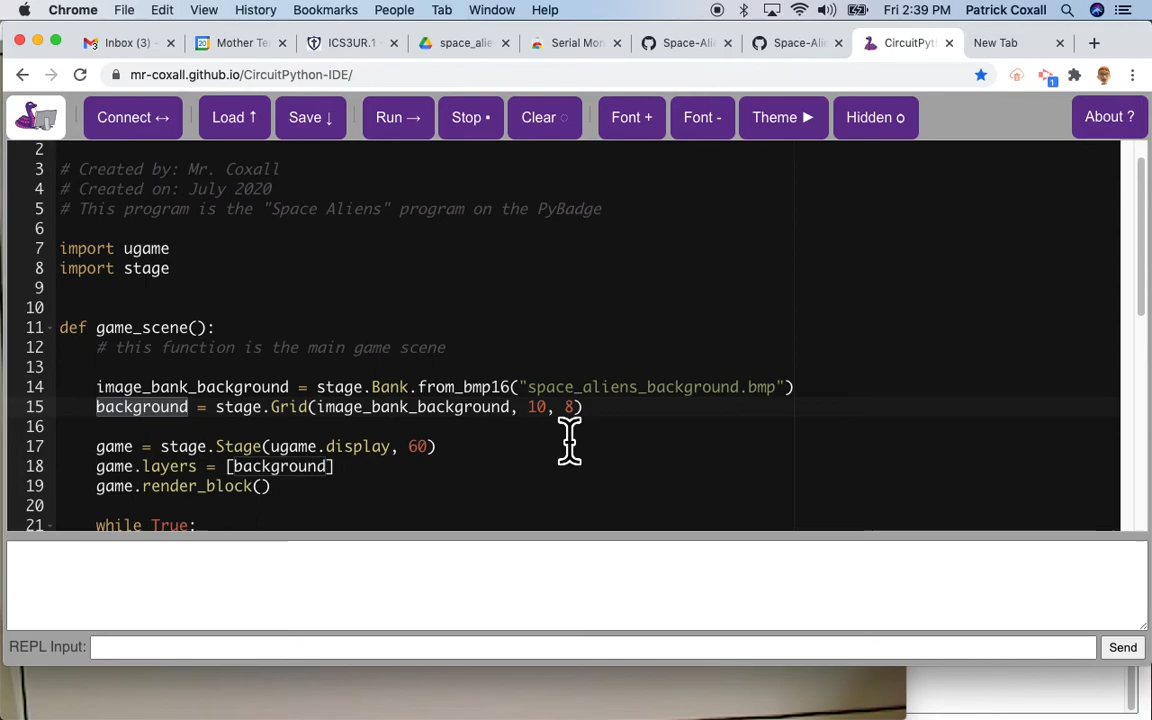 Chrome File Edit View History Bookmarks People Tab Window Help Fri 2:39 PM Patrick Coxall
Inbox (3) – Mother Te ICS3UR.1 space_alie Serial Mon Space-Ali Space-Ali CircuitPyth New Tab
mr-coxall.github.io/CircuitPython-IDE/ 1
Connect ↔ Load ↑ Save ↓ Run → Stop ▪ Clear ○ Font + Font - Theme ▶ Hidden ○ About ?
2
3 # Created by: Mr. Coxall
4 # Created on: July 2020
5 # This program is the "Space Aliens" program on the PyBadge
6
7 import ugame
8 import stage
9
10
11 def game_scene():
12 # this function is the main game scene
13
14 image_bank_background = stage.Bank.from_bmp16("space_aliens_background.bmp")
15 background = stage.Grid(image_bank_background, 10, 8)
16
17 game = stage.Stage(ugame.display, 60)
18 game.layers = [background]
19 game.render_block()
20
21 while True:
REPL Input: Send